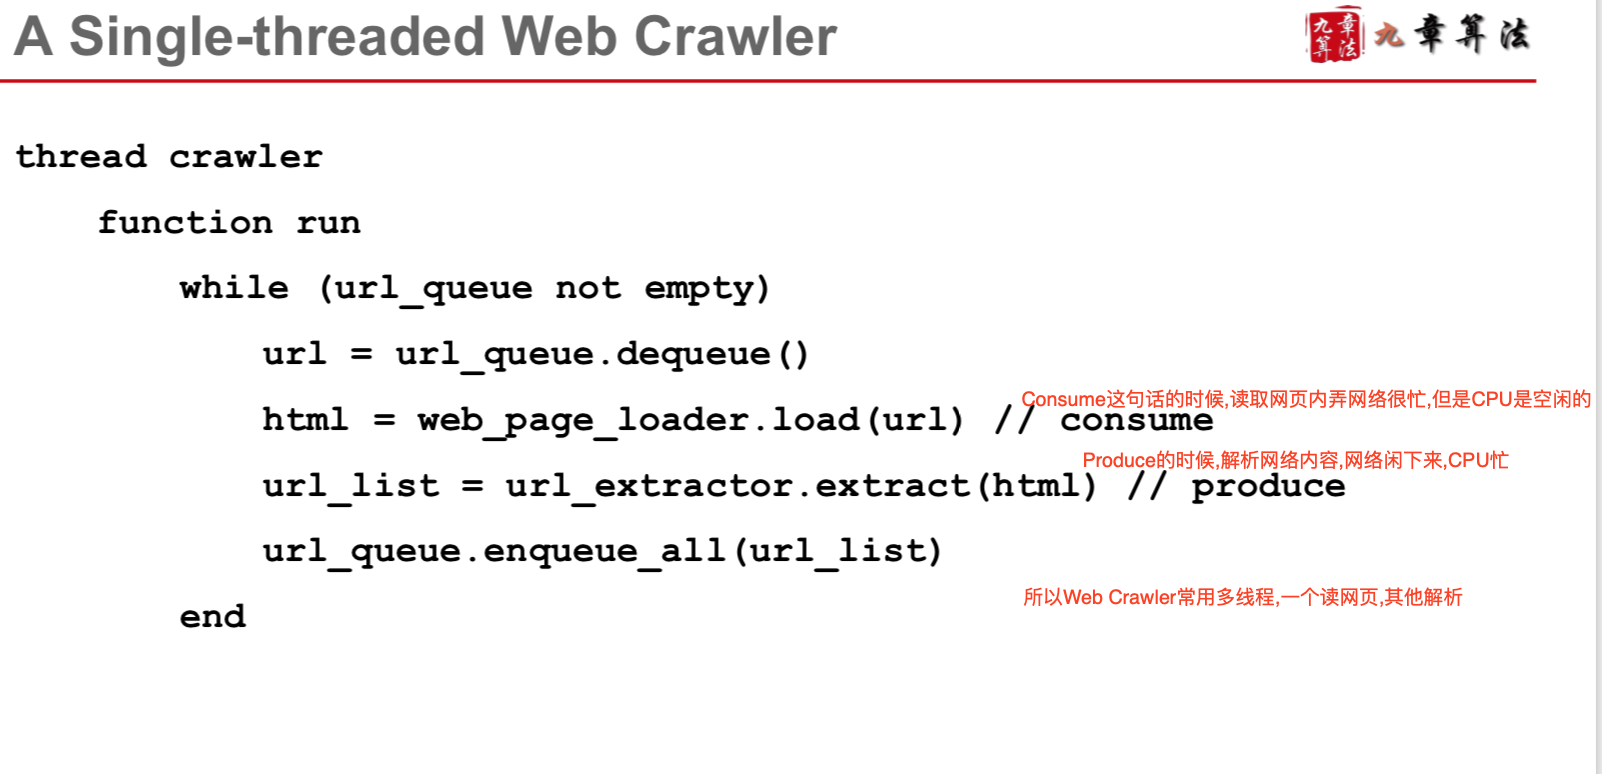 A Single-threaded Web Crawler
九章算法 九章算法
thread crawler
function run
while (url_queue not empty)
url = url_queue.dequeue()
Consume这句话的时候,读取网页内弄网络很忙,但是CPU是空闲的
html = web_page_loader.load(url) // consume
Produce的时候,解析网络内容,网络闲下来,CPU忙
url_list = url_extractor.extract(html) // produce
url_queue.enqueue_all(url_list)
所以Web Crawler常用多线程,一个读网页,其他解析
end